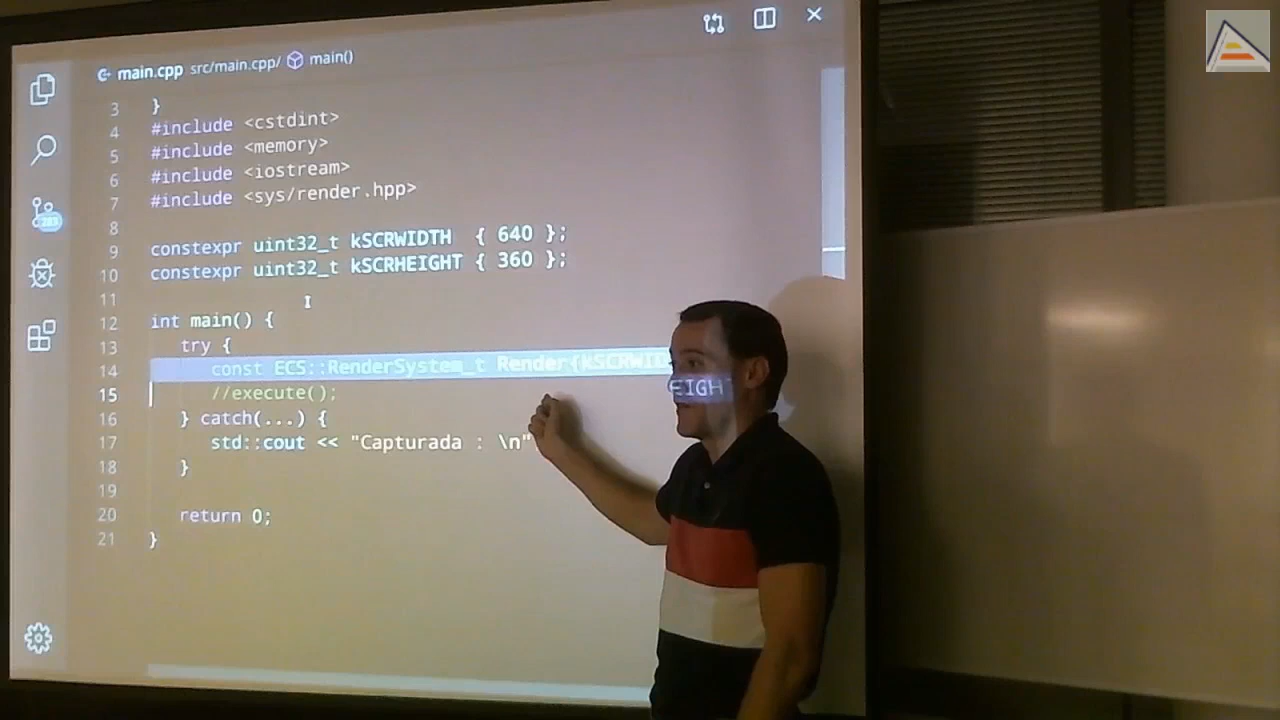 main.cpp src/main.cpp/ main()
3 }
4 #include <cstdint>
5 #include <memory>
6 #include <iostream>
7 #include <sys/render.hpp>
8
9 constexpr uint32_t kSCRWIDTH { 640 };
10 constexpr uint32_t kSCRHEIGHT { 360 };
11
12 int main() {
13 try {
14 const ECS::RenderSystem_t Render{kSCRWID EIGH
15 //execute();
16 } catch(...) {
17 std::cout << "Capturada : \n"
18 }
19
20 return 0;
21 }
203